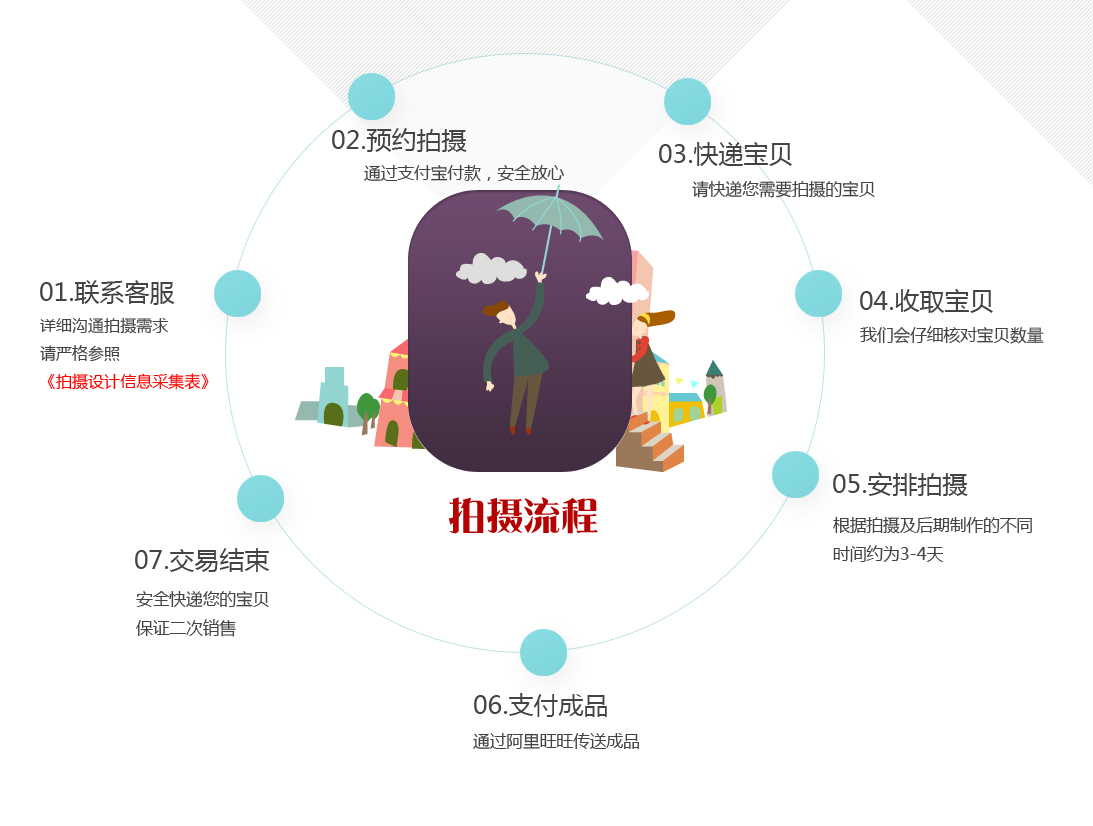 01.联系客服
详细沟通拍摄需求
请严格参照
《拍摄设计信息采集表》
02.预约拍摄
通过支付宝付款，安全放心
03.快递宝贝
请快递您需要拍摄的宝贝
04.收取宝贝
我们会仔细核对宝贝数量
05.安排拍摄
根据拍摄及后期制作的不同
时间约为3-4天
06.支付成品
通过阿里旺旺传送成品
07.交易结束
安全快递您的宝贝
保证二次销售
拍摄流程